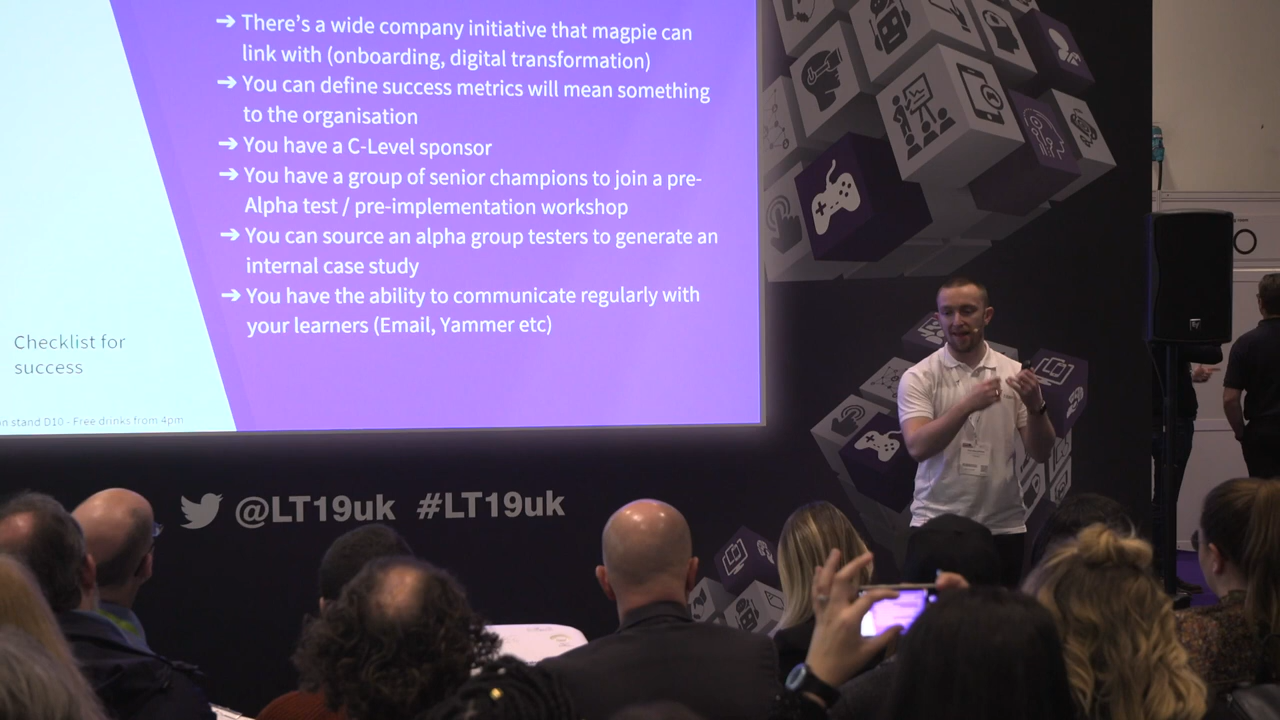 ➔ There's a wide company initiative that magpie can
link with (onboarding, digital transformation)
➔ You can define success metrics will mean something
to the organisation
➔ You have a C-Level sponsor
➔ You have a group of senior champions to join a pre-
Alpha test / pre-implementation workshop
➔ You can source an alpha group testers to generate an
internal case study
➔ You have the ability to communicate regularly with
your learners (Email, Yammer etc)
Checklist for
success
on stand D10 - Free drinks from 4pm
@LT19uk #LT19uk